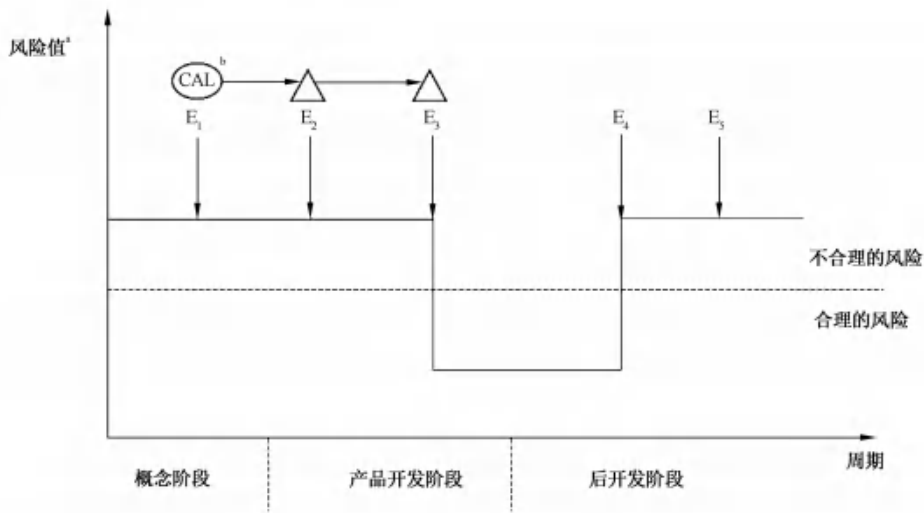 风险值ᵃ
CAL ᵇ
E₁ E₂ E₃ E₄ E₅
不合理的风险
合理的风险
周期
概念阶段 产品开发阶段 后开发阶段